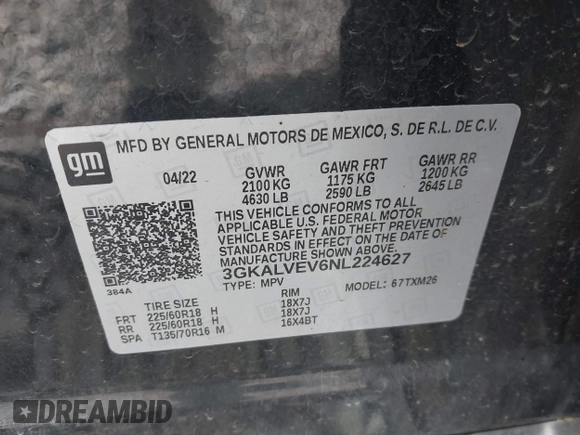 gm
MFD BY GENERAL MOTORS DE MEXICO, S. DE R.L. DE C.V.
04/22 GVWR GAWR FRT GAWR RR
2100 KG 1175 KG 1200 KG
4630 LB 2590 LB 2645 LB
THIS VEHICLE CONFORMS TO ALL
APPLICABLE U.S. FEDERAL MOTOR
VEHICLE SAFETY AND THEFT PREVENTION
STANDARDS IN EFFECT ON THE DATE OF
MANUFACTURE SHOWN ABOVE.
3GKALVEV6NL224627
384A
TYPE: MPV MODEL: 67TXM26
TIRE SIZE RIM
FRT 225/60R18 H 18X7J
RR 225/60R18 H 18X7J
SPA T135/70R16 M 16X4BT
DREAMBID